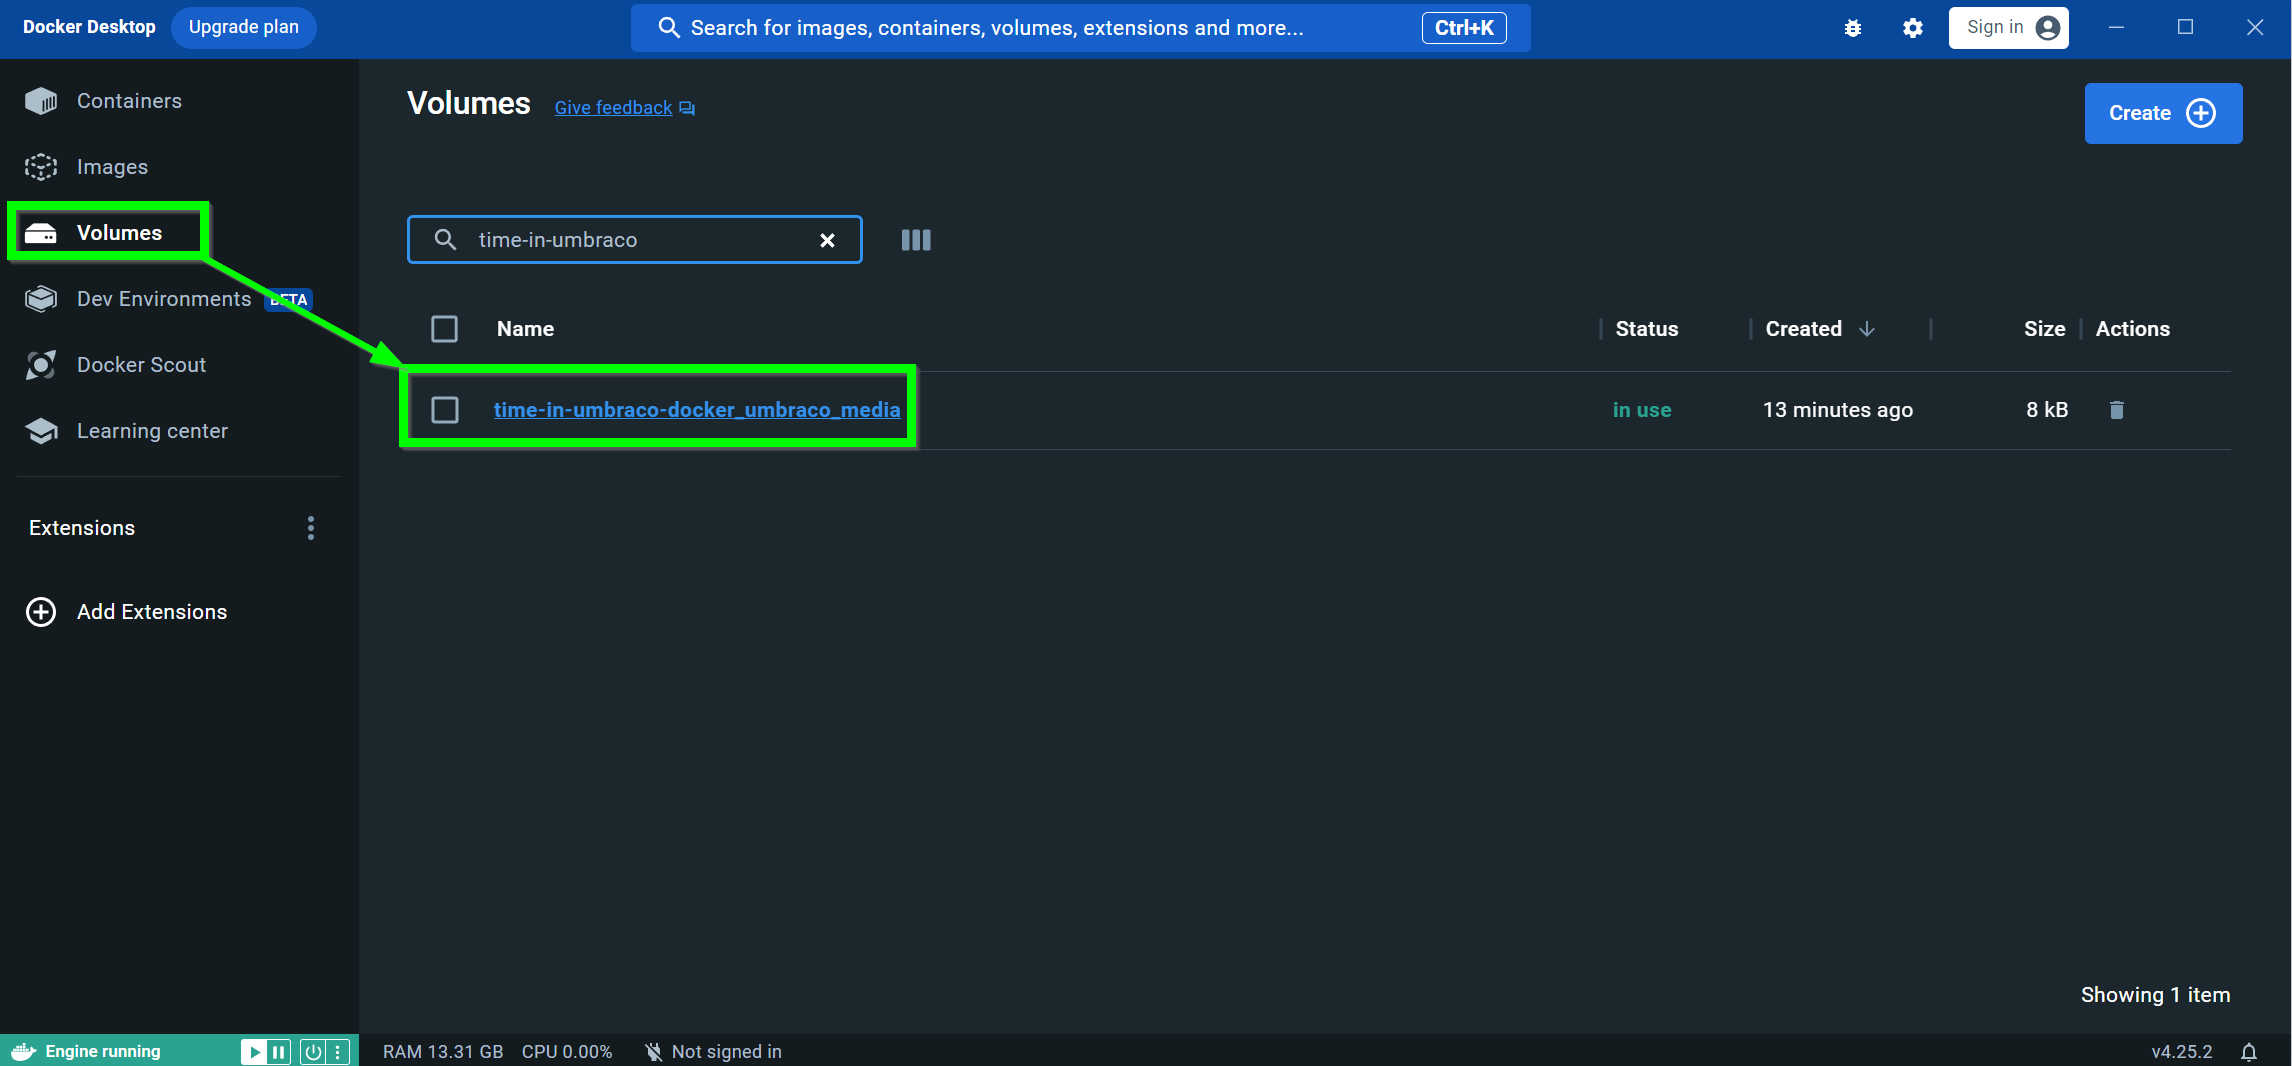 Docker Desktop Upgrade plan Search for images, containers, volumes, extensions and more... Ctrl+K Sign in
Containers
Images
Volumes
Dev Environments BETA
Docker Scout
Learning center
Extensions
Add Extensions
Volumes Give feedback
Create
time-in-umbraco
Name Status Created Size Actions
time-in-umbraco-docker_umbraco_media in use 13 minutes ago 8 kB
Showing 1 item
Engine running RAM 13.31 GB CPU 0.00% Not signed in v4.25.2